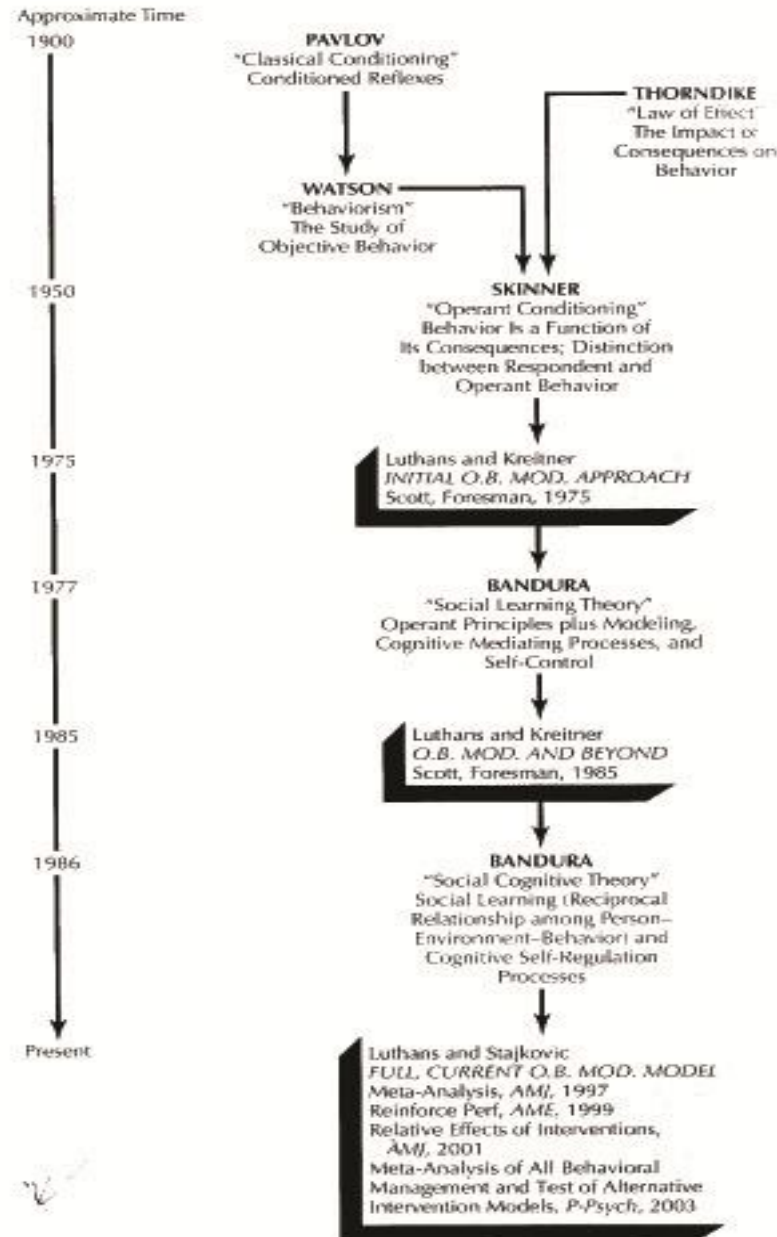 Approximate Time
1900
PAVLOV
"Classical Conditioning"
Conditioned Reflexes
THORNDIKE
"Law of Effect"
The Impact of
Consequences on
Behavior
WATSON
"Behaviorism"
The Study of
Objective Behavior
1950
SKINNER
"Operant Conditioning"
Behavior Is a Function of
Its Consequences; Distinction
between Respondent and
Operant Behavior
1975
Luthans and Kreitner
INITIAL O.B. MOD. APPROACH
Scott, Foresman, 1975
1977
BANDURA
"Social Learning Theory"
Operant Principles plus Modeling,
Cognitive Mediating Processes, and
Self-Control
1985
Luthans and Kreitner
O.B. MOD. AND BEYOND
Scott, Foresman, 1985
1986
BANDURA
"Social Cognitive Theory"
Social Learning (Reciprocal
Relationship among Person–
Environment–Behavior) and
Cognitive Self-Regulation
Processes
Present
Luthans and Stajkovic
FULL, CURRENT O.B. MOD. MODEL
Meta-Analysis, AMJ, 1997
Reinforce Perf, AME, 1999
Relative Effects of Interventions,
AMJ, 2001
Meta-Analysis of All Behavioral
Management and Test of Alternative
Intervention Models, P-Psych, 2003